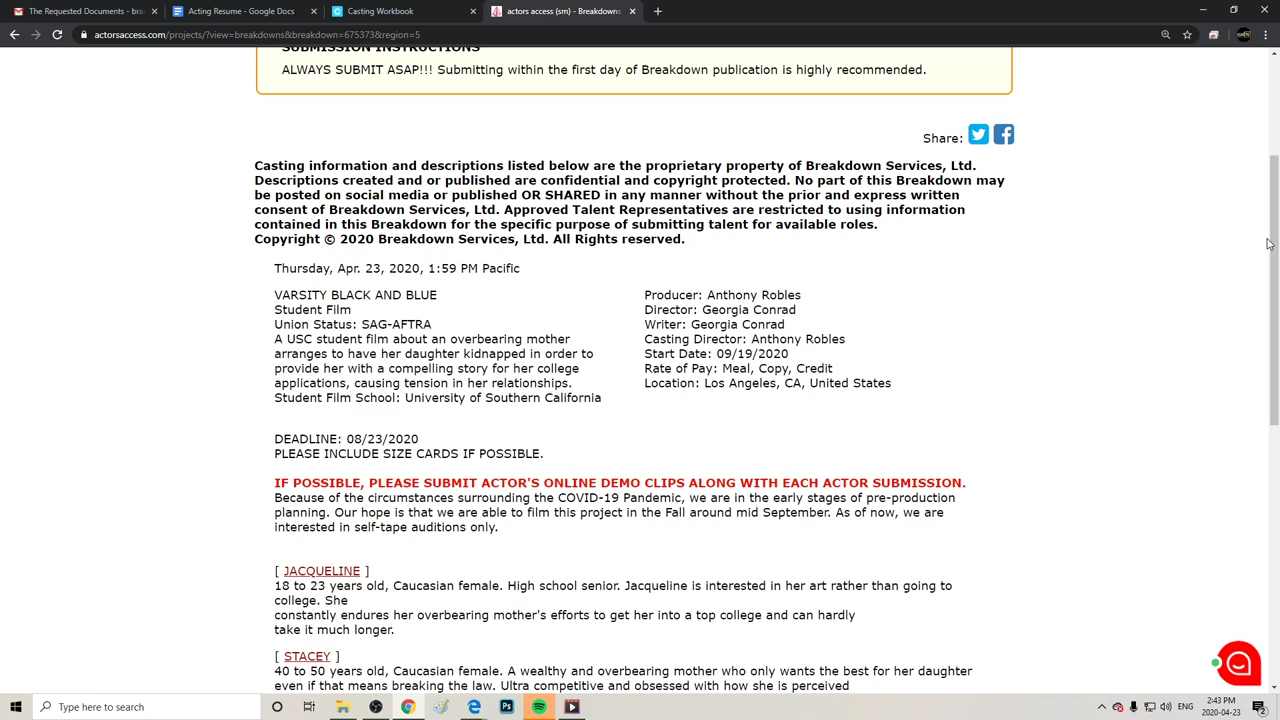 The Requested Documents - bra
Acting Resume - Google Docs
Casting Workbook
actors access (sm) - Breakdowns
actorsaccess.com/projects/?view=breakdowns&breakdown=675373&region=5
SUBMISSION INSTRUCTIONS
ALWAYS SUBMIT ASAP!!! Submitting within the first day of Breakdown publication is highly recommended.
Share:
Casting information and descriptions listed below are the proprietary property of Breakdown Services, Ltd.
Descriptions created and or published are confidential and copyright protected. No part of this Breakdown may
be posted on social media or published OR SHARED in any manner without the prior and express written
consent of Breakdown Services, Ltd. Approved Talent Representatives are restricted to using information
contained in this Breakdown for the specific purpose of submitting talent for available roles.
Copyright © 2020 Breakdown Services, Ltd. All Rights reserved.
Thursday, Apr. 23, 2020, 1:59 PM Pacific
VARSITY BLACK AND BLUE
Student Film
Union Status: SAG-AFTRA
A USC student film about an overbearing mother
arranges to have her daughter kidnapped in order to
provide her with a compelling story for her college
applications, causing tension in her relationships.
Student Film School: University of Southern California
Producer: Anthony Robles
Director: Georgia Conrad
Writer: Georgia Conrad
Casting Director: Anthony Robles
Start Date: 09/19/2020
Rate of Pay: Meal, Copy, Credit
Location: Los Angeles, CA, United States
DEADLINE: 08/23/2020
PLEASE INCLUDE SIZE CARDS IF POSSIBLE.
IF POSSIBLE, PLEASE SUBMIT ACTOR'S ONLINE DEMO CLIPS ALONG WITH EACH ACTOR SUBMISSION.
Because of the circumstances surrounding the COVID-19 Pandemic, we are in the early stages of pre-production
planning. Our hope is that we are able to film this project in the Fall around mid September. As of now, we are
interested in self-tape auditions only.
[ JACQUELINE ]
18 to 23 years old, Caucasian female. High school senior. Jacqueline is interested in her art rather than going to
college. She
constantly endures her overbearing mother's efforts to get her into a top college and can hardly
take it much longer.
[ STACEY ]
40 to 50 years old, Caucasian female. A wealthy and overbearing mother who only wants the best for her daughter
even if that means breaking the law. Ultra competitive and obsessed with how she is perceived
Type here to search
Ps
ENG
2:43 PM
2020-04-23
2